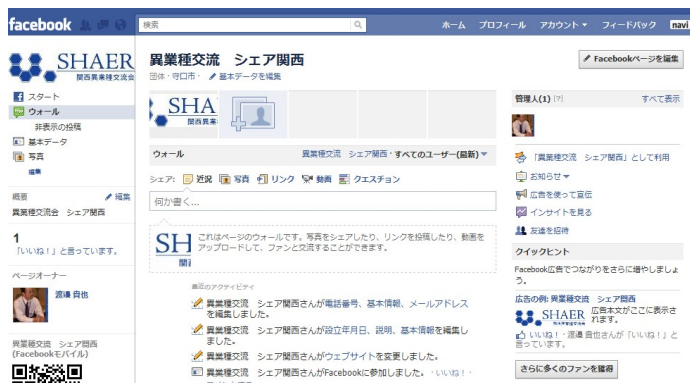 facebook
検索
ホーム プロフィール アカウント フィードバック navi
SHAER
関西異業種交流会
スタート
ウォール
非表示の投稿
基本データ
写真
編集
概要 編集
異業種交流会 シェア関西
1
「いいね！」と言っています。
ページオーナー
渡邉 貴也
異業種交流 シェア関西
(Facebookモバイル)
異業種交流 シェア関西
団体・守口市・ 基本データを編集
SHA
関西異業
ウォール 異業種交流 シェア関西・すべてのユーザー(最新)
シェア: 近況 写真 リンク 動画 クエスチョン
何か書く...
SH
関西
これはページのウォールです。写真をシェアしたり、リンクを投稿したり、動画を
アップロードして、ファンと交流することができます。
最近のアクティビティ
異業種交流 シェア関西さんが電話番号、基本情報、メールアドレス
を編集しました。
異業種交流 シェア関西さんが設立年月日、説明、基本情報を編集し
ました。
異業種交流 シェア関西さんがウェブサイトを変更しました。
異業種交流 シェア関西さんがFacebookに参加しました。・いいね！・
Facebookページを編集
管理人(1) [?] すべて表示
「異業種交流 シェア関西」として利用
お知らせ
広告を使って宣伝
インサイトを見る
友達を招待
クイックヒント
Facebook広告でつながりをさらに増やしましょ
う。
広告の例: 異業種交流 シェア関西
SHAER
関西異業種交流会
広告本文がここに表示さ
れます。
いいね！・渡邉 貴也さんが「いいね！」と
言っています。
さらに多くのファンを獲得